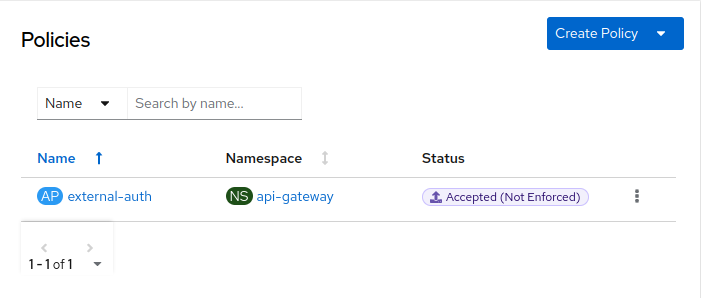 Policies
Create Policy
Name
Search by name...
Name Namespace Status
AP external-auth NS api-gateway Accepted (Not Enforced)
1 - 1 of 1